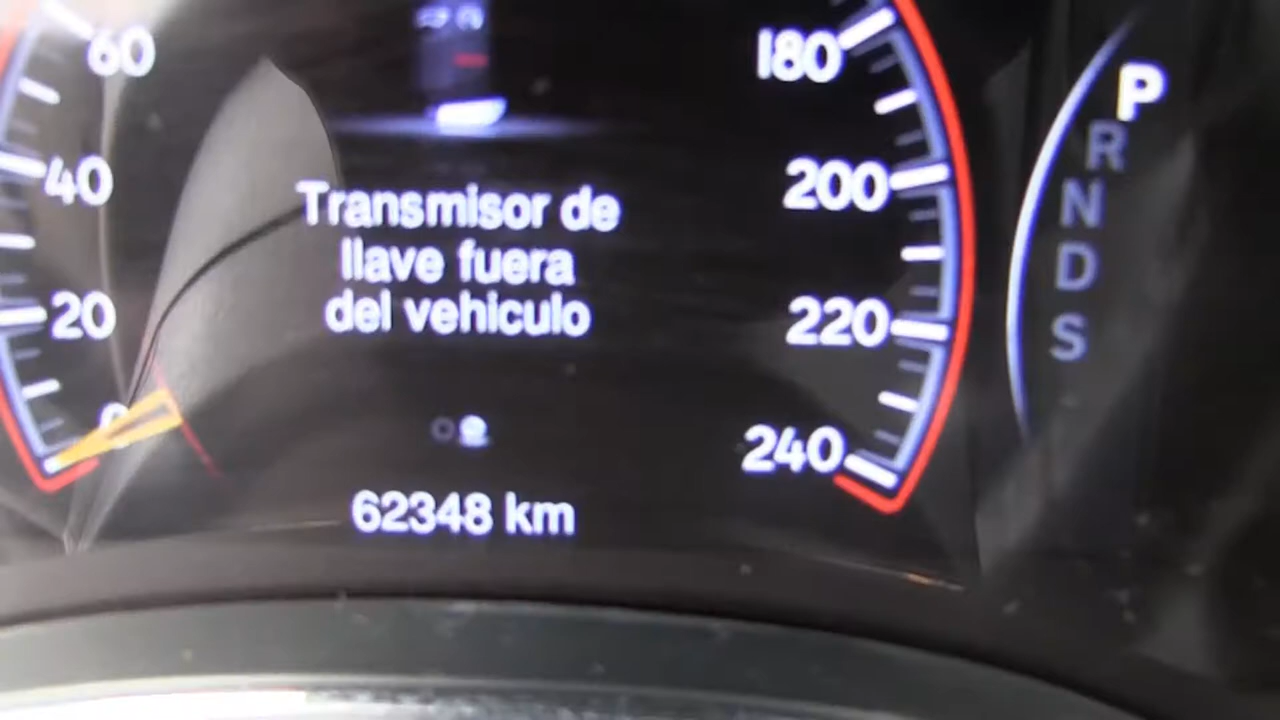 60
180
P
R
40
200
N
Transmisor de
llave fuera
del vehiculo
D
20
220
S
0
240
62348 km